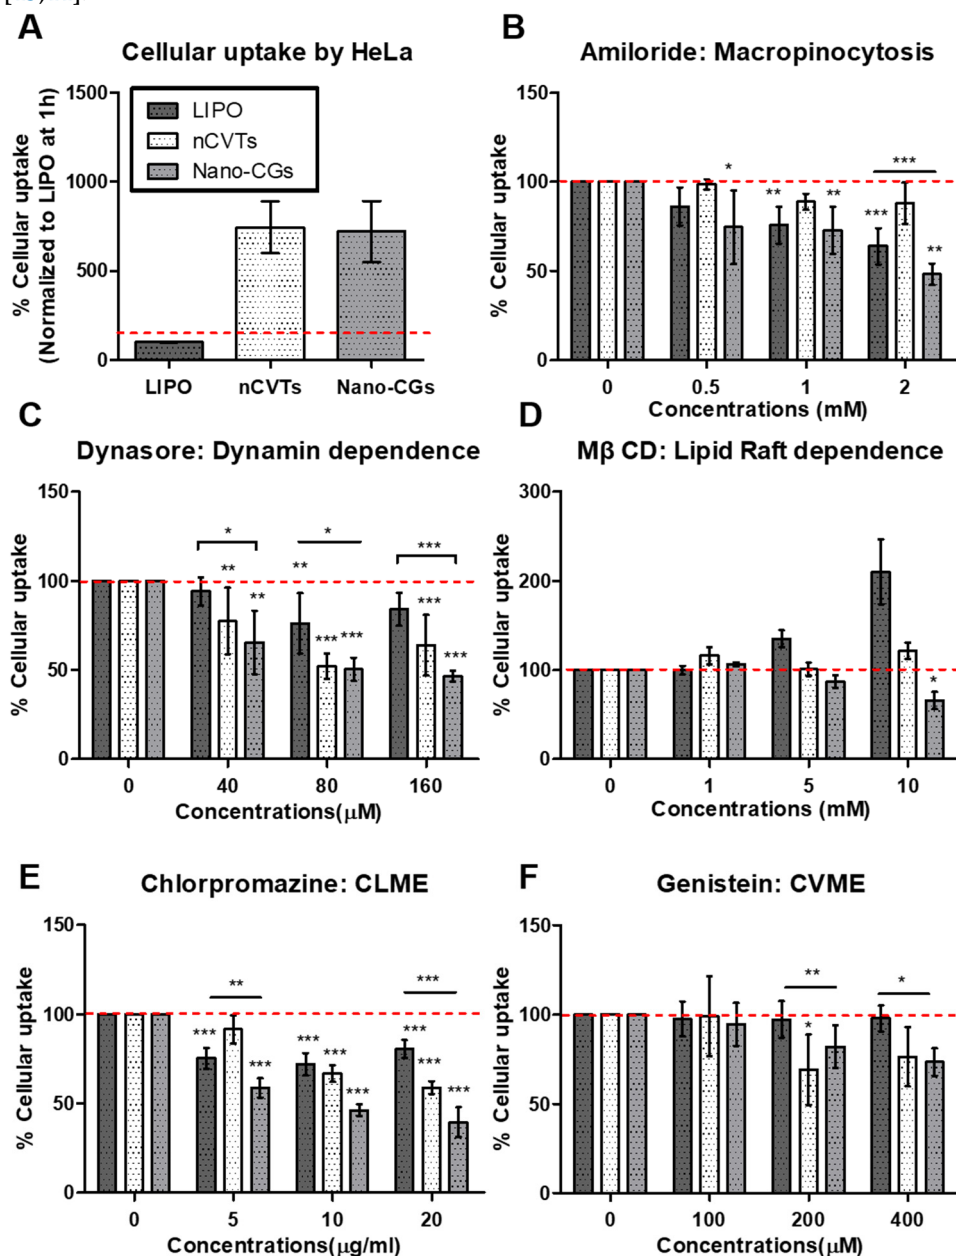 A
Cellular uptake by HeLa
% Cellular uptake
(Normalized to LIPO at 1h)
1500
1000
500
0
LIPO
nCVTs
Nano-CGs
LIPO nCVTs Nano-CGs
B
Amiloride: Macropinocytosis
% Cellular uptake
150
100
50
0
* ** ** *** *** **
0 0.5 1 2
Concentrations (mM)
C
Dynasore: Dynamin dependence
% Cellular uptake
150
100
50
0
* * ***
** ** ** *** *** *** ***
0 40 80 160
Concentrations(μM)
D
Mβ CD: Lipid Raft dependence
% Cellular uptake
300
200
100
0
*
0 1 5 10
Concentrations (mM)
E
Chlorpromazine: CLME
% Cellular uptake
150
100
50
0
** ***
*** *** *** *** *** *** *** ***
0 5 10 20
Concentrations(μg/ml)
F
Genistein: CVME
% Cellular uptake
200
150
100
50
0
** *
*
0 100 200 400
Concentrations(μM)